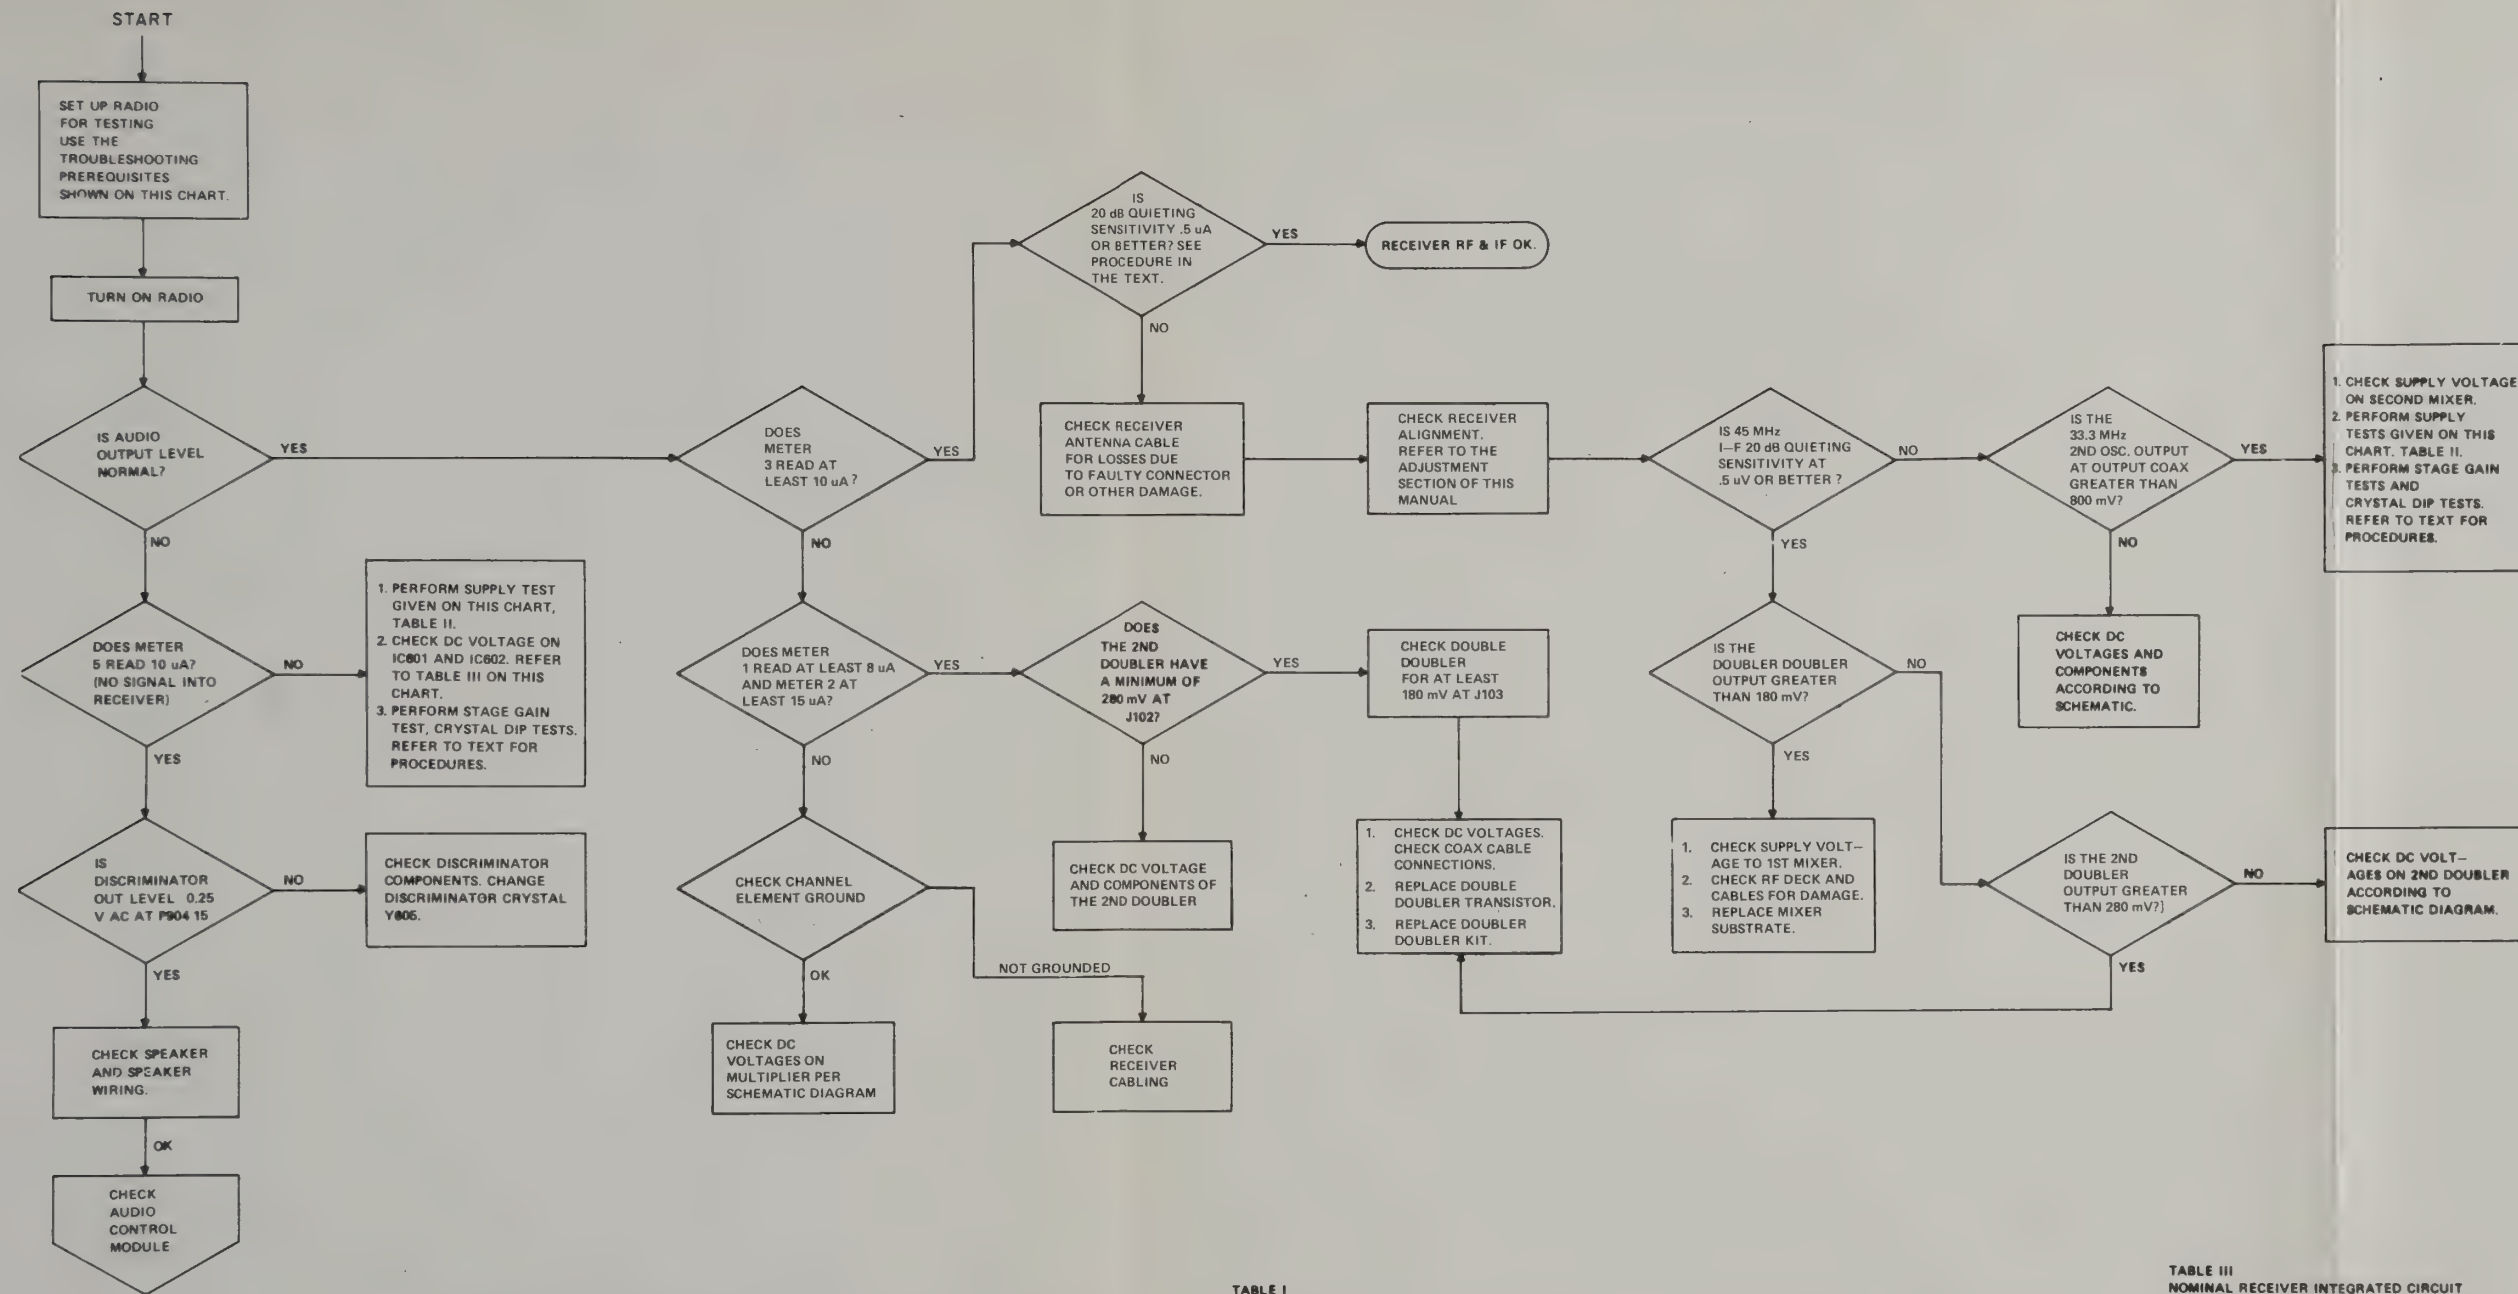 START
SET UP RADIO
FOR TESTING
USE THE
TROUBLESHOOTING
PREREQUISITES
SHOWN ON THIS CHART.
TURN ON RADIO
IS AUDIO
OUTPUT LEVEL
NORMAL?
YES
NO
DOES METER
5 READ 10 uA?
(NO SIGNAL INTO
RECEIVER)
NO
YES
1. PERFORM SUPPLY TEST
GIVEN ON THIS CHART,
TABLE II.
2. CHECK DC VOLTAGE ON
IC601 AND IC602. REFER
TO TABLE III ON THIS
CHART.
3. PERFORM STAGE GAIN
TEST, CRYSTAL DIP TESTS.
REFER TO TEXT FOR
PROCEDURES.
IS
DISCRIMINATOR
OUT LEVEL 0.25
V AC AT P904 15
NO
YES
CHECK DISCRIMINATOR
COMPONENTS. CHANGE
DISCRIMINATOR CRYSTAL
Y605.
CHECK SPEAKER
AND SPEAKER
WIRING.
OK
CHECK
AUDIO
CONTROL
MODULE
DOES
METER
3 READ AT
LEAST 10 uA?
YES
NO
DOES METER
1 READ AT LEAST 8 uA
AND METER 2 AT
LEAST 15 uA?
YES
NO
CHECK CHANNEL
ELEMENT GROUND
OK
NOT GROUNDED
CHECK DC
VOLTAGES ON
MULTIPLIER PER
SCHEMATIC DIAGRAM
CHECK
RECEIVER
CABLING
IS
20 dB QUIETING
SENSITIVITY .5 uA
OR BETTER? SEE
PROCEDURE IN
THE TEXT.
YES
NO
RECEIVER RF & IF OK.
CHECK RECEIVER
ANTENNA CABLE
FOR LOSSES DUE
TO FAULTY CONNECTOR
OR OTHER DAMAGE.
CHECK RECEIVER
ALIGNMENT.
REFER TO THE
ADJUSTMENT
SECTION OF THIS
MANUAL
DOES
THE 2ND
DOUBLER HAVE
A MINIMUM OF
280 mV AT
J102?
YES
NO
CHECK DC VOLTAGE
AND COMPONENTS OF
THE 2ND DOUBLER
CHECK DOUBLE
DOUBLER
FOR AT LEAST
180 mV AT J103
1. CHECK DC VOLTAGES.
CHECK COAX CABLE
CONNECTIONS.
2. REPLACE DOUBLE
DOUBLER TRANSISTOR.
3. REPLACE DOUBLER
DOUBLER KIT.
IS 45 MHz
I-F 20 dB QUIETING
SENSITIVITY AT
.5 uV OR BETTER ?
NO
YES
IS THE
DOUBLER DOUBLER
OUTPUT GREATER
THAN 180 mV?
NO
YES
1. CHECK SUPPLY VOLT-
AGE TO 1ST MIXER.
2. CHECK RF DECK AND
CABLES FOR DAMAGE.
3. REPLACE MIXER
SUBSTRATE.
IS THE
33.3 MHz
2ND OSC. OUTPUT
AT OUTPUT COAX
GREATER THAN
800 mV?
YES
NO
CHECK DC
VOLTAGES AND
COMPONENTS
ACCORDING TO
SCHEMATIC.
1. CHECK SUPPLY VOLTAGE
ON SECOND MIXER.
2. PERFORM SUPPLY
TESTS GIVEN ON THIS
CHART. TABLE II.
3. PERFORM STAGE GAIN
TESTS AND
CRYSTAL DIP TESTS.
REFER TO TEXT FOR
PROCEDURES.
IS THE 2ND
DOUBLER
OUTPUT GREATER
THAN 280 mV?)
NO
YES
CHECK DC VOLT-
AGES ON 2ND DOUBLER
ACCORDING TO
SCHEMATIC DIAGRAM.
TABLE I
TABLE III
NOMINAL RECEIVER INTEGRATED CIRCUIT